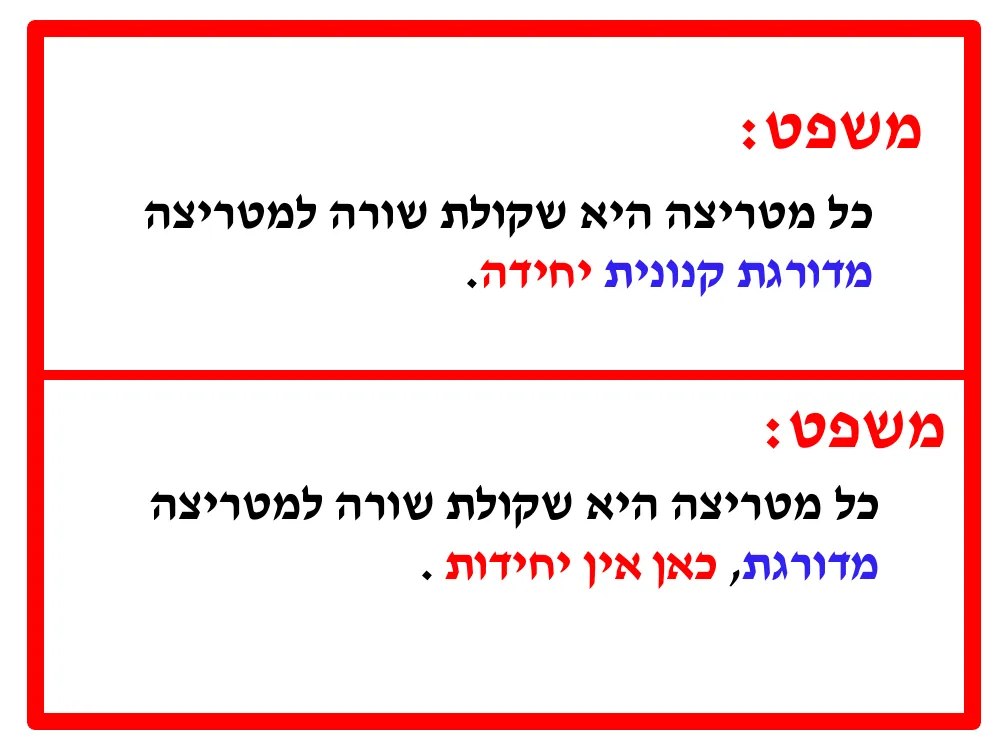 משפט:
כל מטריצה היא שקולת שורה למטריצה
מדורגת קנונית יחידה.
משפט:
כל מטריצה היא שקולת שורה למטריצה
מדורגת, כאן אין יחידות .